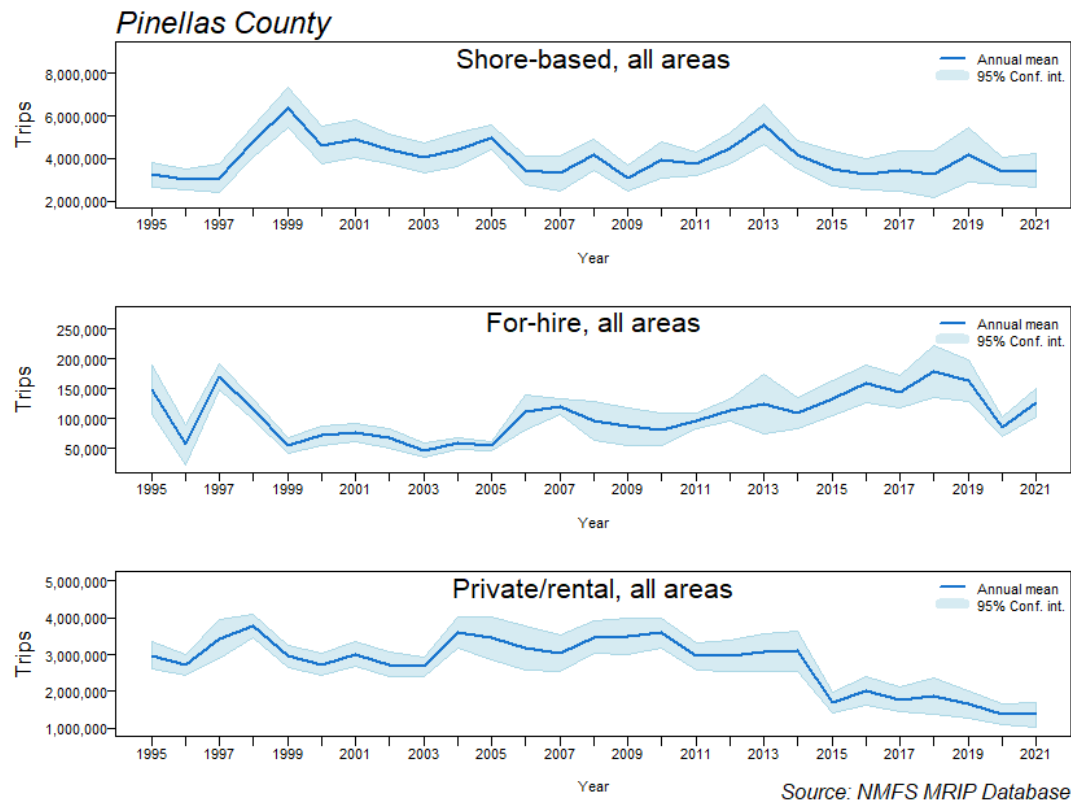 Pinellas County
Shore-based, all areas
Annual mean
95% Conf. int.
Trips
8,000,000
6,000,000
4,000,000
2,000,000
1995 1997 1999 2001 2003 2005 2007 2009 2011 2013 2015 2017 2019 2021
Year
For-hire, all areas
Annual mean
95% Conf. int.
Trips
250,000
200,000
150,000
100,000
50,000
1995 1997 1999 2001 2003 2005 2007 2009 2011 2013 2015 2017 2019 2021
Year
Private/rental, all areas
Annual mean
95% Conf. int.
Trips
5,000,000
4,000,000
3,000,000
2,000,000
1,000,000
1995 1997 1999 2001 2003 2005 2007 2009 2011 2013 2015 2017 2019 2021
Year
Source: NMFS MRIP Database